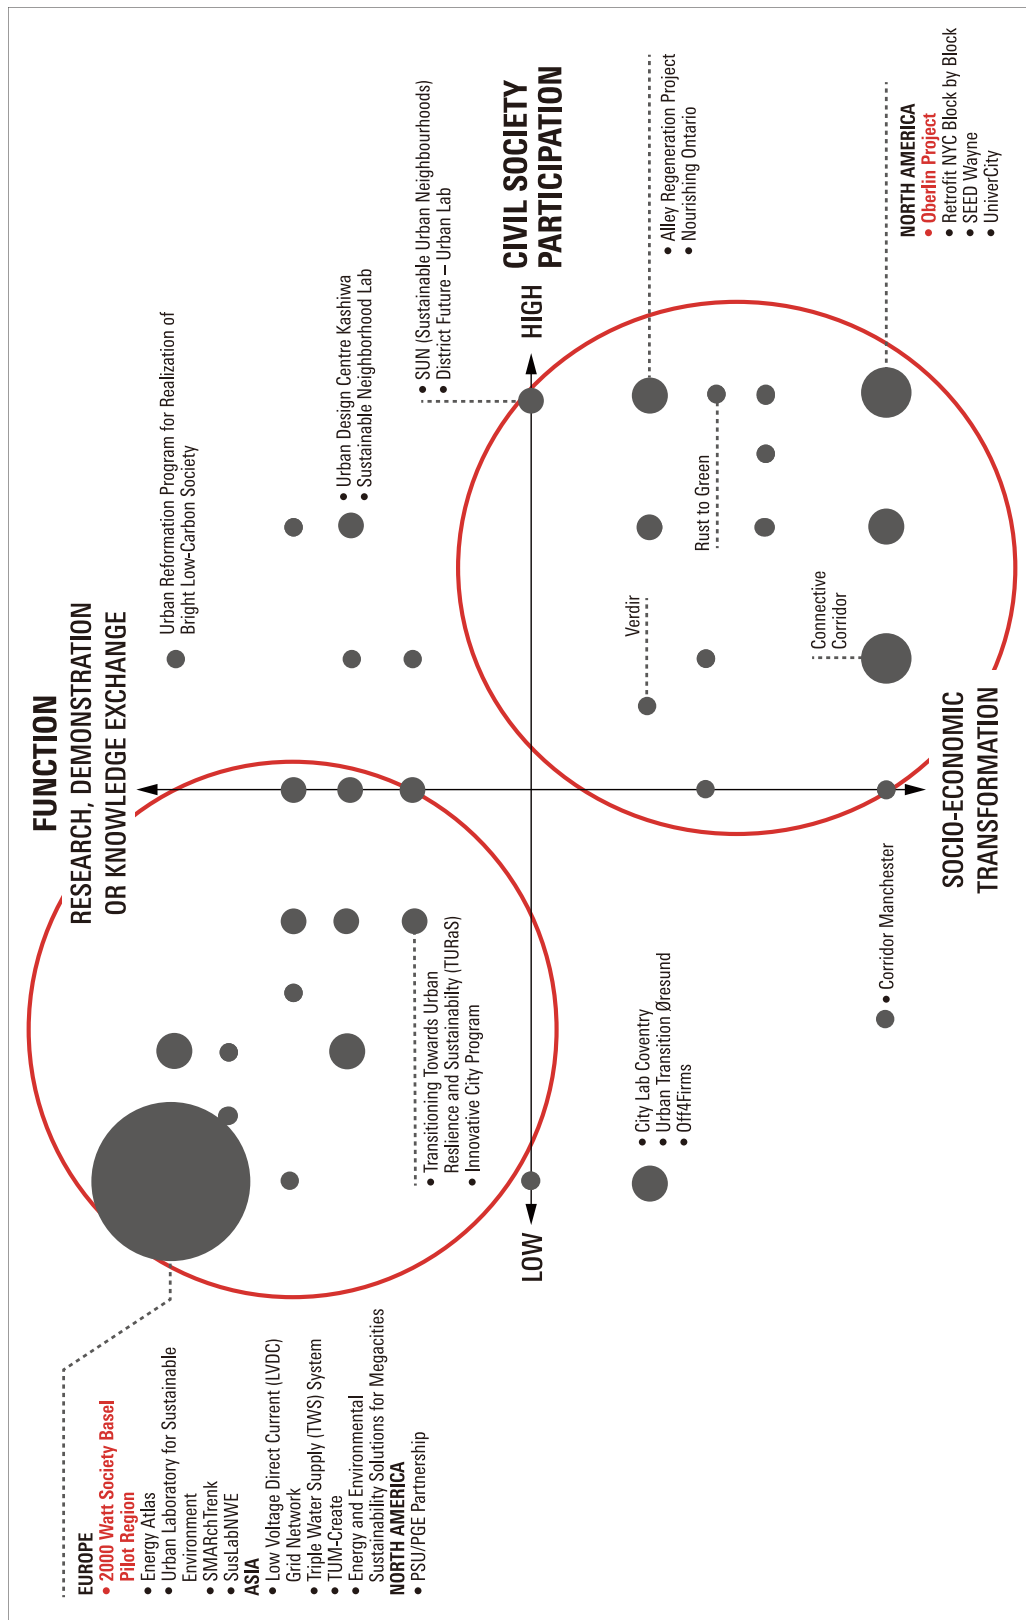 FUNCTION
RESEARCH, DEMONSTRATION
OR KNOWLEDGE EXCHANGE
EUROPE
• 2000 Watt Society Basel
Pilot Region
• Energy Atlas
• Urban Laboratory for Sustainable
Environment
• SMARchTrenk
• SusLabNWE
ASIA
• Low Voltage Direct Current (LVDC)
Grid Network
• Triple Water Supply (TWS) System
• TUM-Create
• Energy and Environmental
Sustainability Solutions for Megacities
NORTH AMERICA
• PSU/PGE Partnership
Urban Reformation Program for Realization of
Bright Low-Carbon Society
• Urban Design Centre Kashiwa
• Sustainable Neighborhood Lab
• SUN (Sustainable Urban Neighbourhoods)
• District Future – Urban Lab
• Transitioning Towards Urban
Reslience and Sustainabilty (TURaS)
• Innovative City Program
LOW
HIGH
CIVIL SOCIETY
PARTICIPATION
• City Lab Coventry
• Urban Transition Øresund
• Off4Firms
Verdir
Rust to Green
• Alley Regeneration Project
• Nourishing Ontario
Connective
Corridor
• Corridor Manchester
NORTH AMERICA
• Oberlin Project
• Retrofit NYC Block by Block
• SEED Wayne
• UniverCity
SOCIO-ECONOMIC
TRANSFORMATION